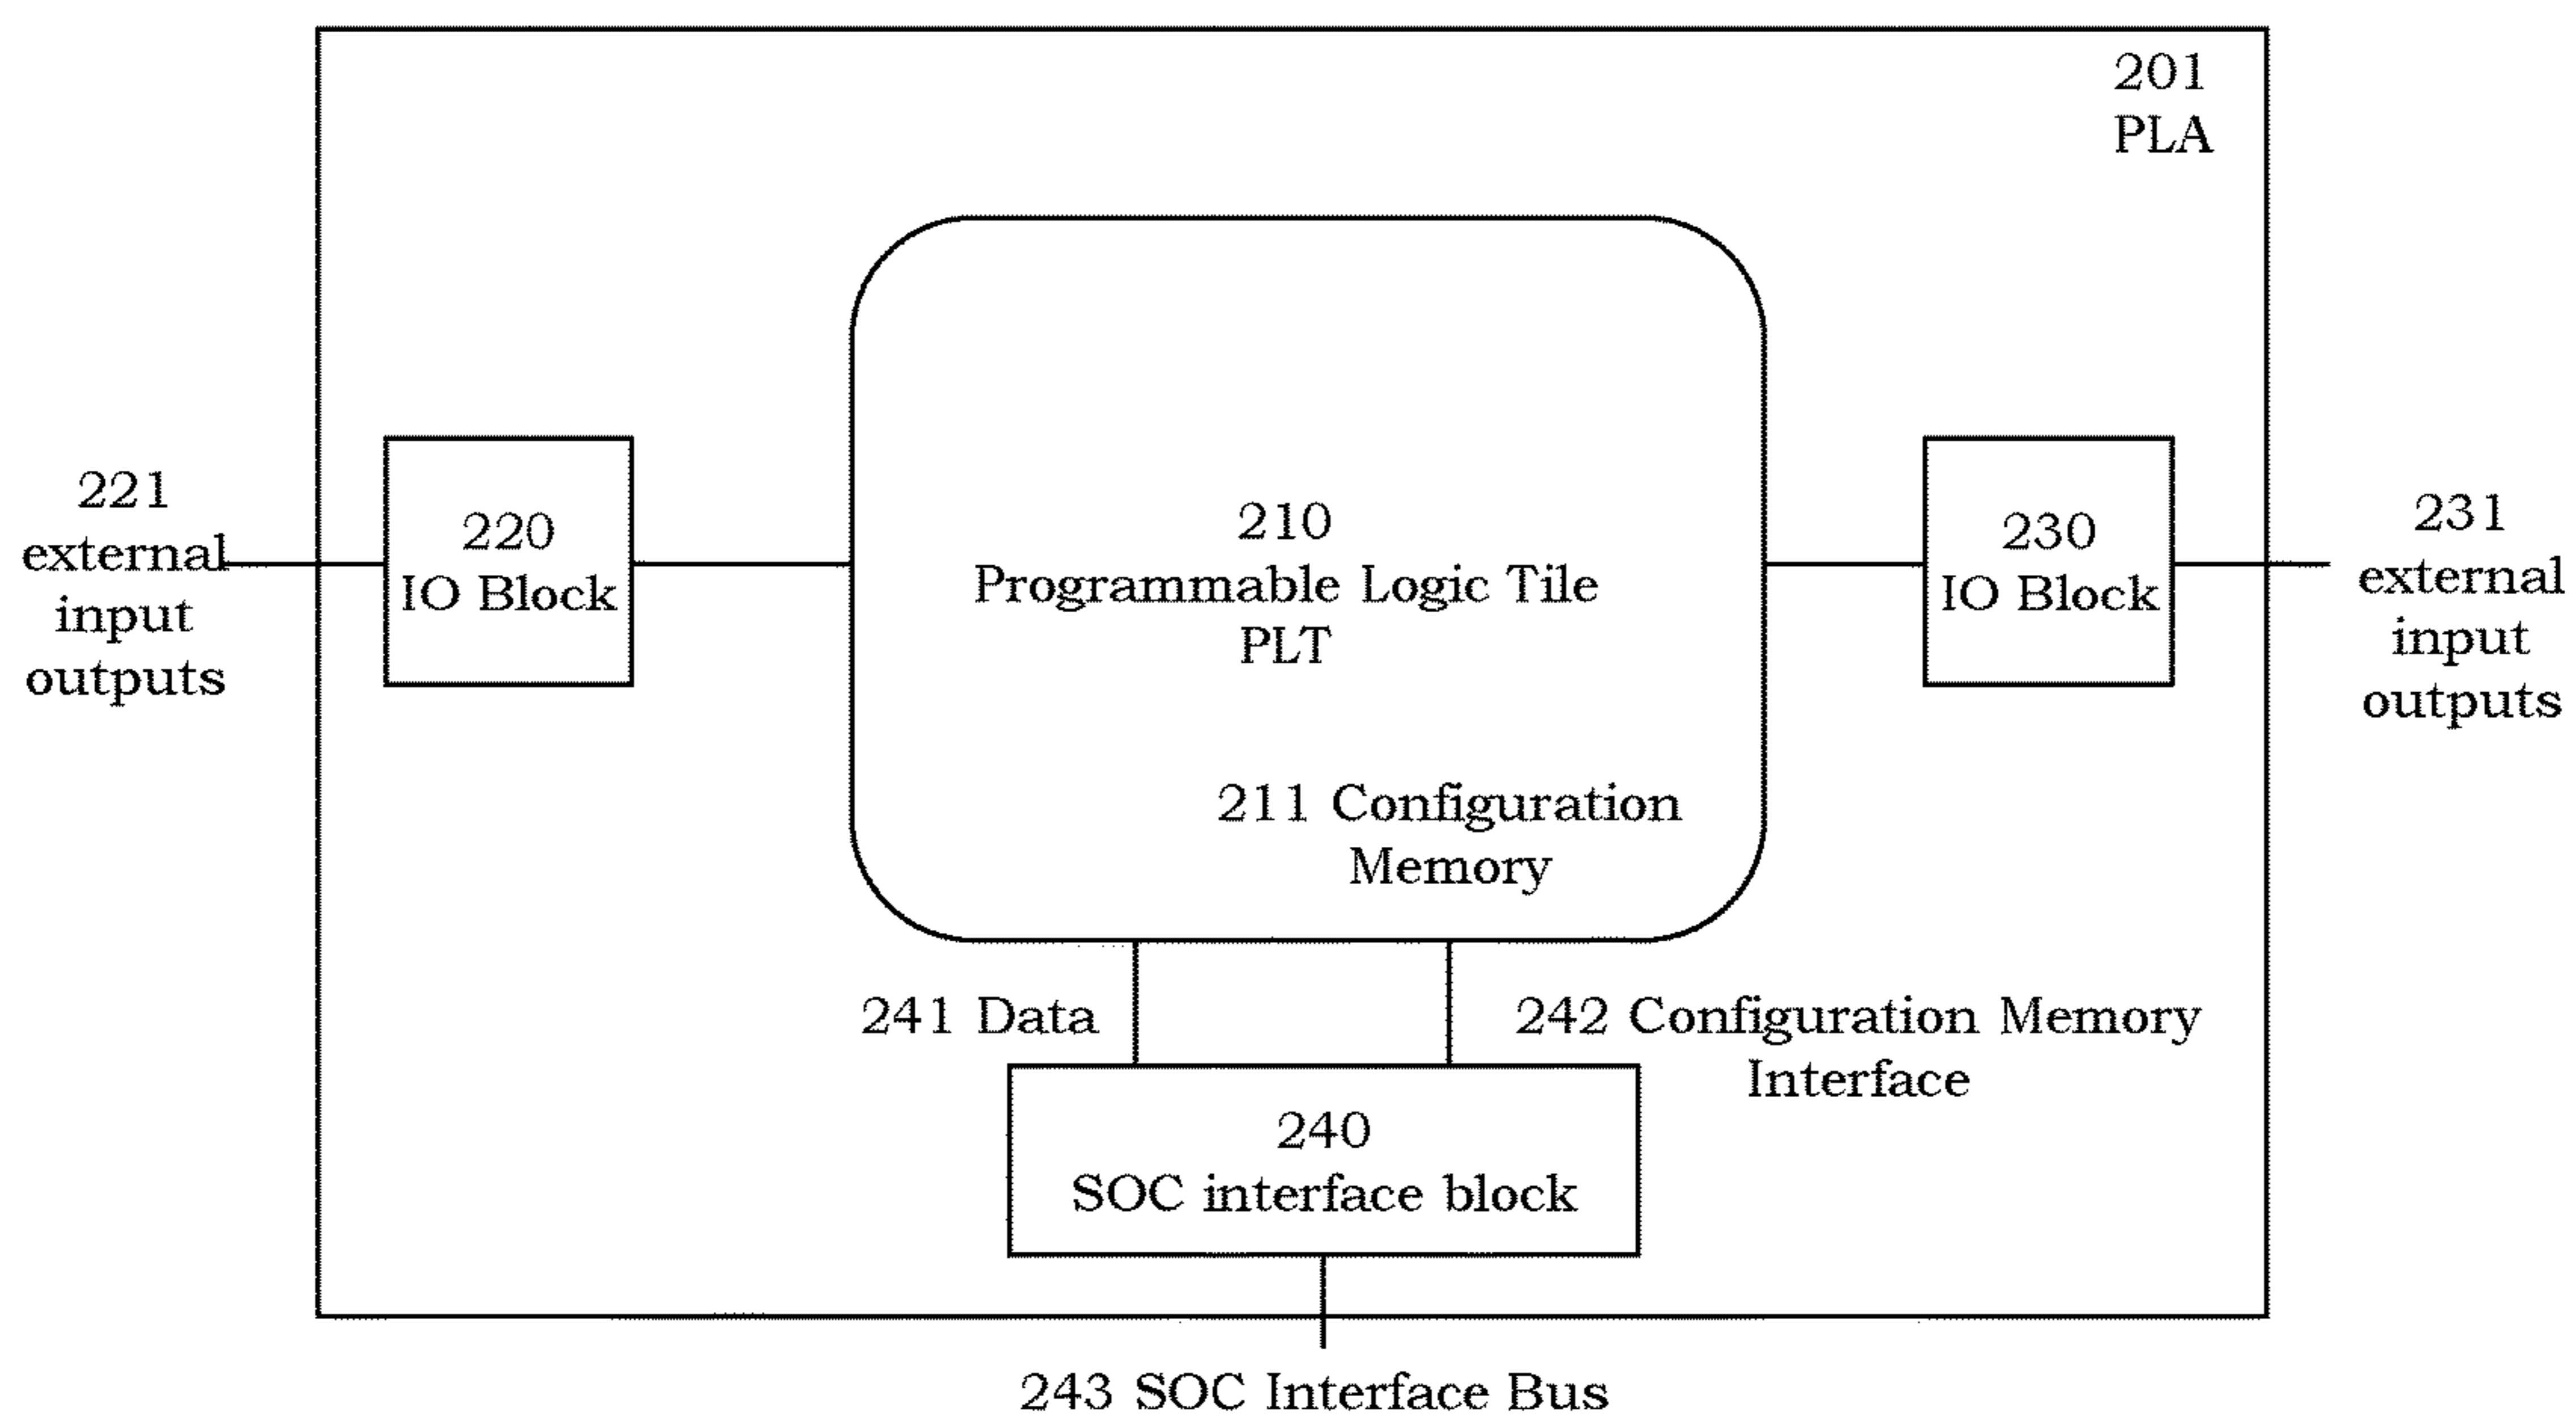 201
PLA
221
external
input
outputs
220
IO Block
210
Programmable Logic Tile
PLT
230
IO Block
231
external
input
outputs
211 Configuration
Memory
241 Data
242 Configuration Memory
Interface
240
SOC interface block
243 SOC Interface Bus